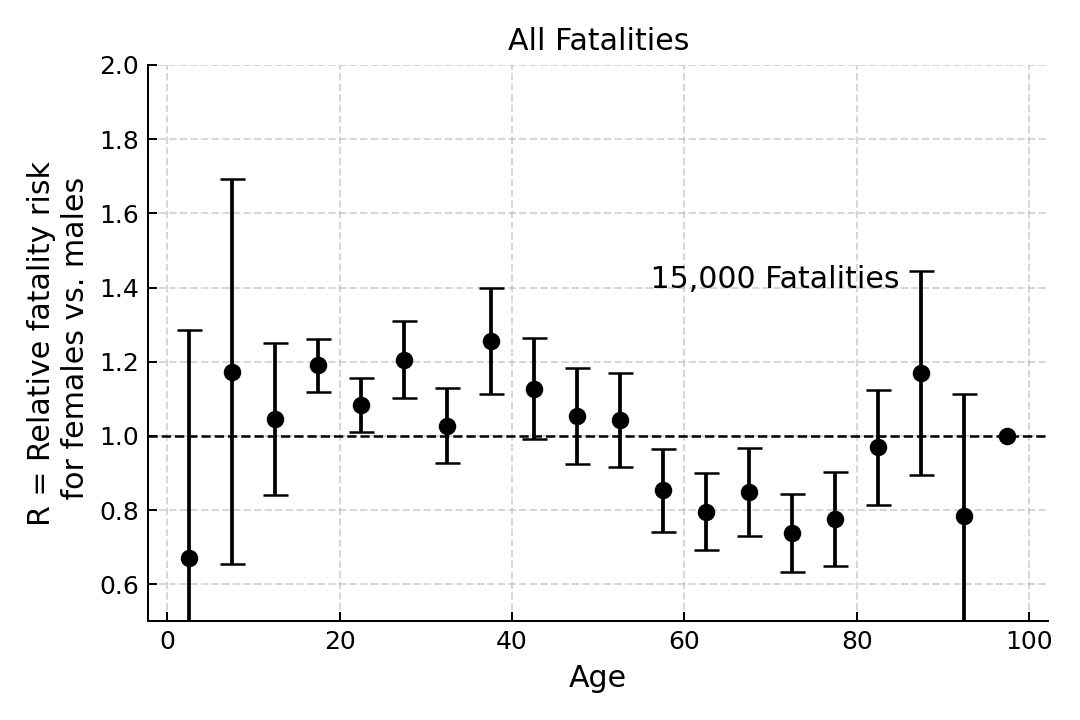 All Fatalities
R = Relative fatality risk
for females vs. males
2.0
1.8
1.6
1.4
1.2
1.0
0.8
0.6
15,000 Fatalities
0
20
40
60
80
100
Age